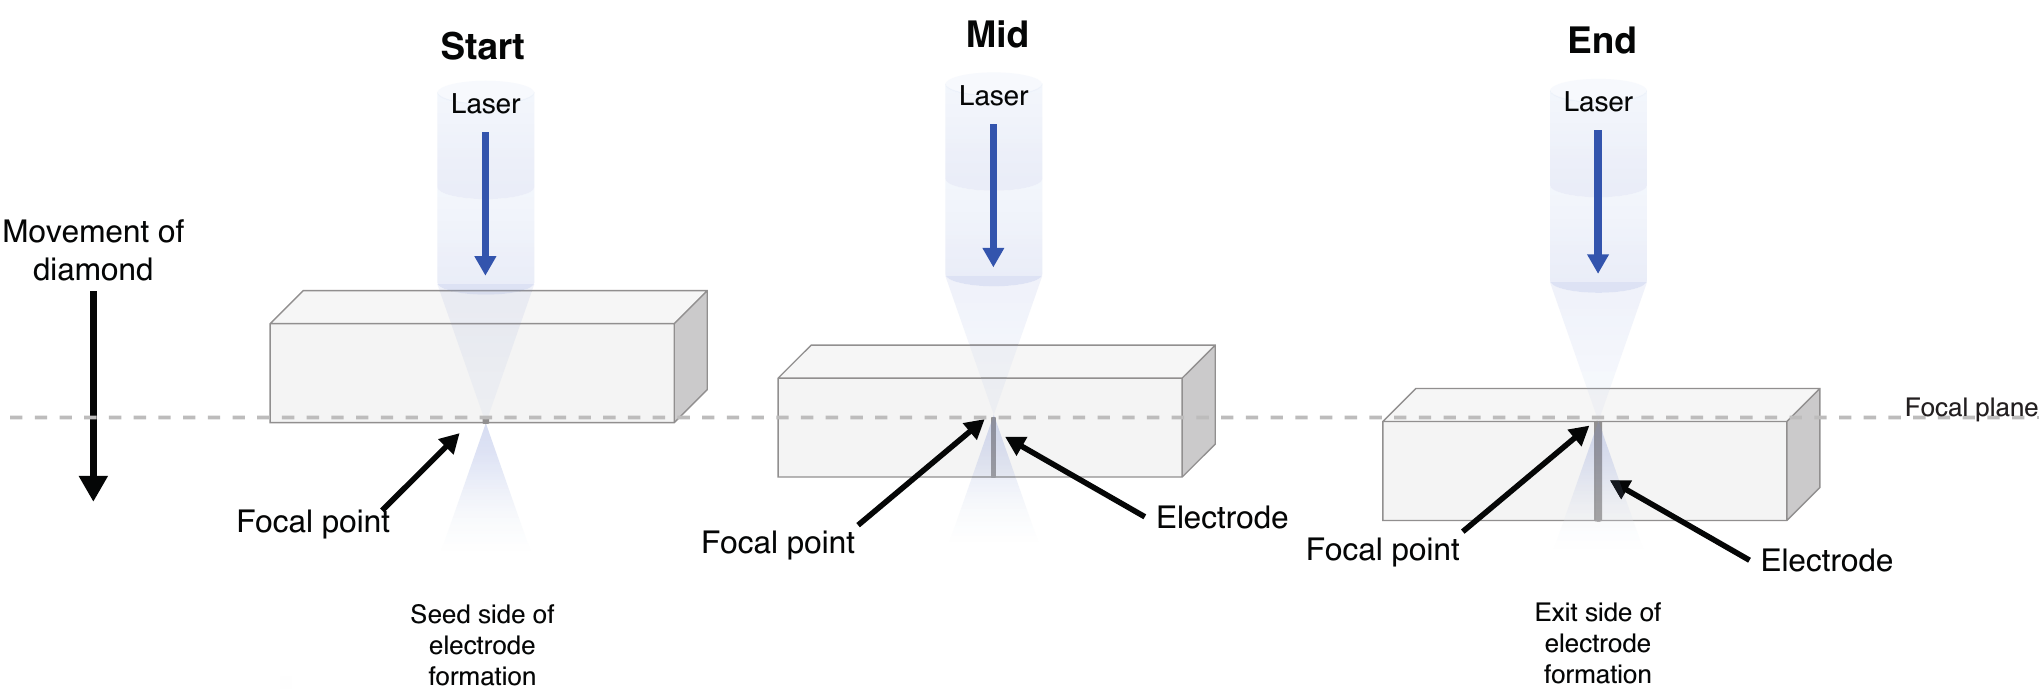 Start
Mid
End
Laser
Laser
Laser
Movement of
diamond
Focal plane
Focal point
Focal point
Electrode
Focal point
Electrode
Seed side of
electrode
formation
Exit side of
electrode
formation